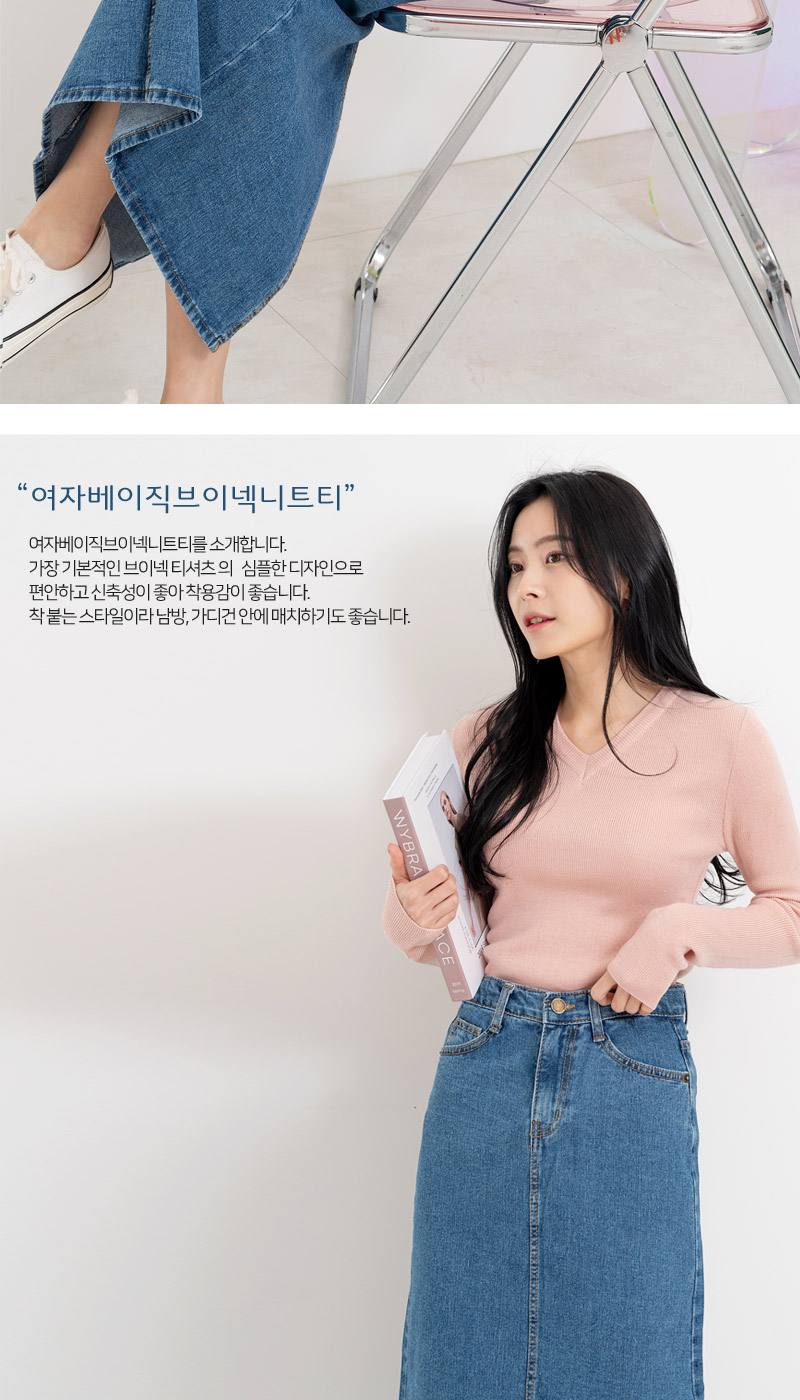 “여자베이직브이넥니트티”
여자베이직브이넥니트티를 소개합니다.
가장 기본적인 브이넥 티셔츠 의 심플한 디자인으로
편안하고 신축성이 좋아 착용감이 좋습니다.
착 붙는 스타일이라 남방, 가디건 안에 매치하기도 좋습니다.